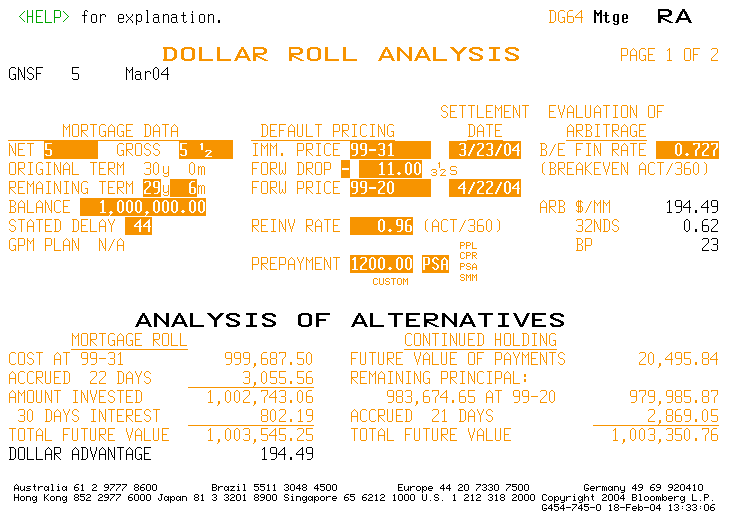 <HELP> for explanation. DG64 Mtge RA
DOLLAR ROLL ANALYSIS PAGE 1 OF 2
GNSF 5 Mar04
SETTLEMENT EVALUATION OF
MORTGAGE DATA DEFAULT PRICING DATE ARBITRAGE
NET 5 GROSS 5 ½ IMM. PRICE 99-31 3/23/04 B/E FIN RATE 0.727
ORIGINAL TERM 30y 0m FORW DROP - 11.00 32's (BREAKEVEN ACT/360)
REMAINING TERM 29y 6m FORW PRICE 99-20 4/22/04
BALANCE 1,000,000.00 ARB $/MM 194.49
STATED DELAY 44 REINV RATE 0.96 (ACT/360) 32NDS 0.62
GPM PLAN N/A BP 23
PPL
CPR
PREPAYMENT 1200.00 PSA PSA
SMM
CUSTOM
ANALYSIS OF ALTERNATIVES
MORTGAGE ROLL CONTINUED HOLDING
COST AT 99-31 999,687.50 FUTURE VALUE OF PAYMENTS 20,495.84
ACCRUED 22 DAYS 3,055.56 REMAINING PRINCIPAL:
AMOUNT INVESTED 1,002,743.06 983,674.65 AT 99-20 979,985.87
30 DAYS INTEREST 802.19 ACCRUED 21 DAYS 2,869.05
TOTAL FUTURE VALUE 1,003,545.25 TOTAL FUTURE VALUE 1,003,350.76
DOLLAR ADVANTAGE 194.49
Australia 61 2 9777 8600 Brazil 5511 3048 4500 Europe 44 20 7330 7500 Germany 49 69 920410
Hong Kong 852 2977 6000 Japan 81 3 3201 8900 Singapore 65 6212 1000 U.S. 1 212 318 2000 Copyright 2004 Bloomberg L.P.
G454-745-0 18-Feb-04 13:33:06